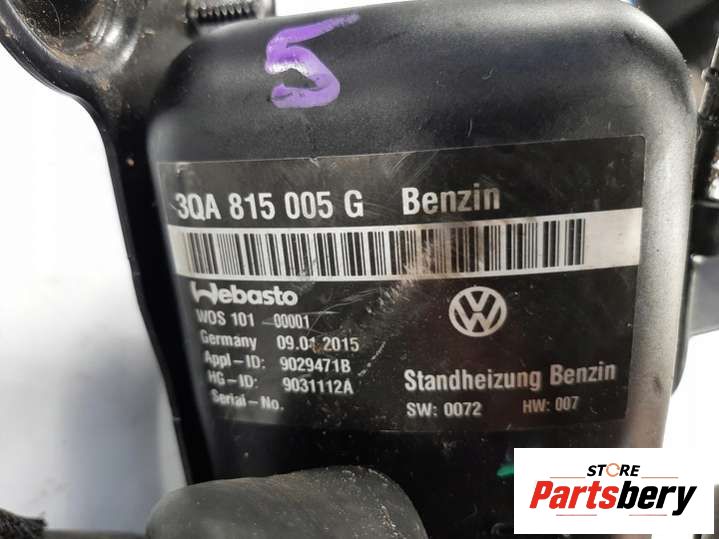 5
3QA 815 005 G Benzin
Webasto
WOS 101 00001
Germany 09.01.2015
Appl-ID: 9029471B
HG-ID: 9031112A
Serial-No.
VW
Standheizung Benzin
SW: 0072 HW: 007
STORE
Partsbery